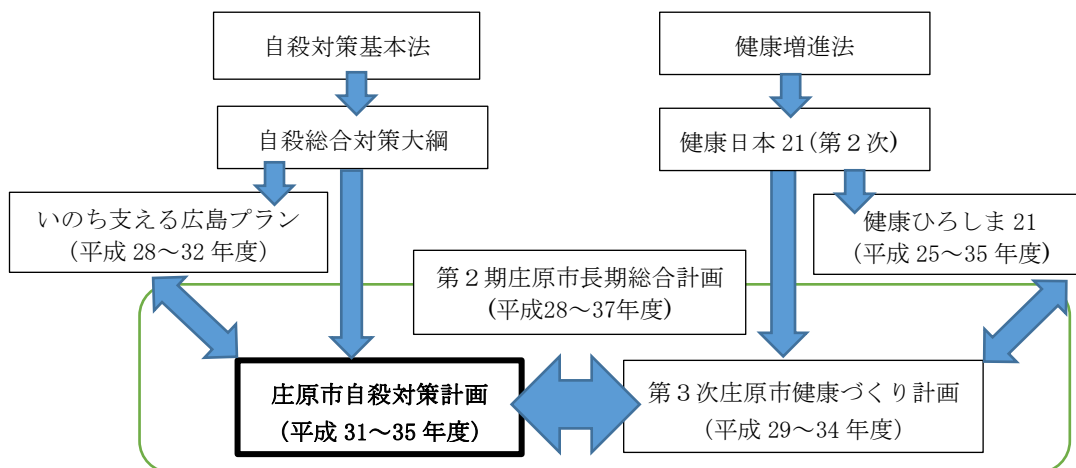 自殺対策基本法
健康増進法
自殺総合対策大綱
健康日本 21(第２次)
いのち支える広島プラン
(平成 28～32 年度)
健康ひろしま 21
(平成 25～35 年度)
第２期庄原市長期総合計画
(平成28～37年度)
庄原市自殺対策計画
(平成 31～35 年度)
第３次庄原市健康づくり計画
(平成 29～34 年度)